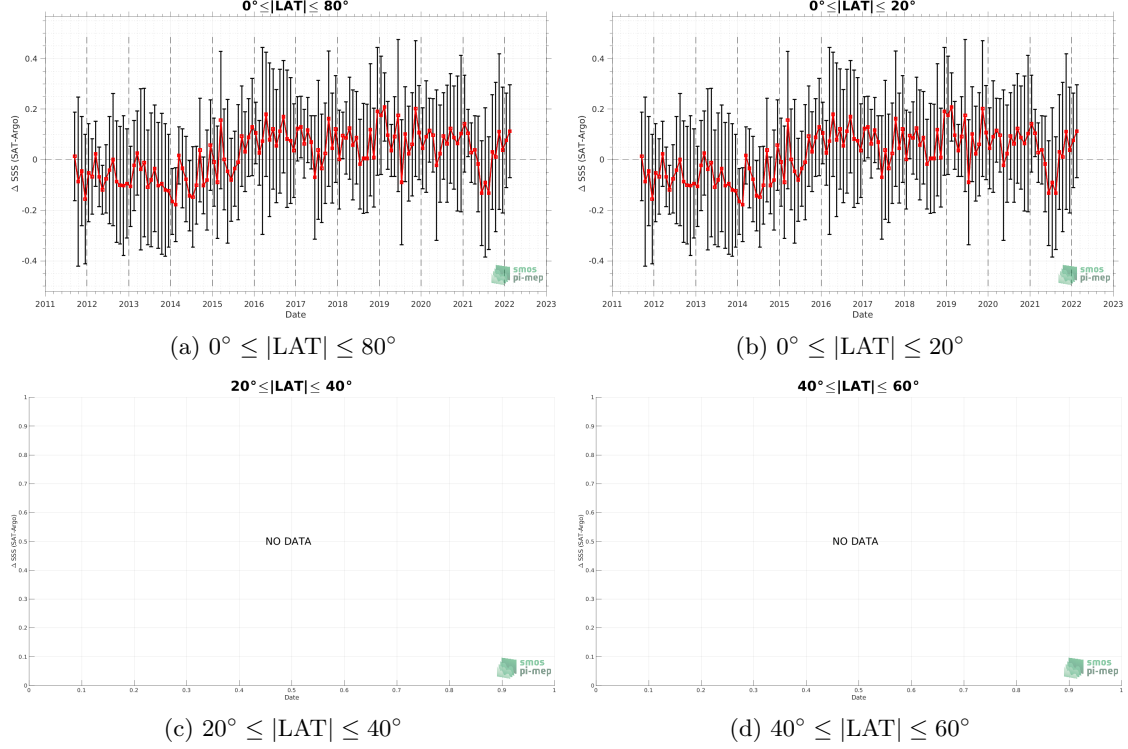 0°≤|LAT|≤ 80°
0.4
0.2
0
-0.2
-0.4
Δ SSS (SAT-Argo)
smos
pi-mep
2011 2012 2013 2014 2015 2016 2017 2018 2019 2020 2021 2022 2023
Date
(a) 0° ≤ |LAT| ≤ 80°
0°≤|LAT|≤ 20°
0.4
0.2
0
-0.2
-0.4
Δ SSS (SAT-Argo)
smos
pi-mep
2011 2012 2013 2014 2015 2016 2017 2018 2019 2020 2021 2022 2023
Date
(b) 0° ≤ |LAT| ≤ 20°
20°≤|LAT|≤ 40°
1
0.9
0.8
0.7
0.6
0.5
0.4
0.3
0.2
0.1
0
Δ SSS (SAT-Argo)
NO DATA
smos
pi-mep
0 0.1 0.2 0.3 0.4 0.5 0.6 0.7 0.8 0.9 1
Date
(c) 20° ≤ |LAT| ≤ 40°
40°≤|LAT|≤ 60°
1
0.9
0.8
0.7
0.6
0.5
0.4
0.3
0.2
0.1
0
Δ SSS (SAT-Argo)
NO DATA
smos
pi-mep
0 0.1 0.2 0.3 0.4 0.5 0.6 0.7 0.8 0.9 1
Date
(d) 40° ≤ |LAT| ≤ 60°